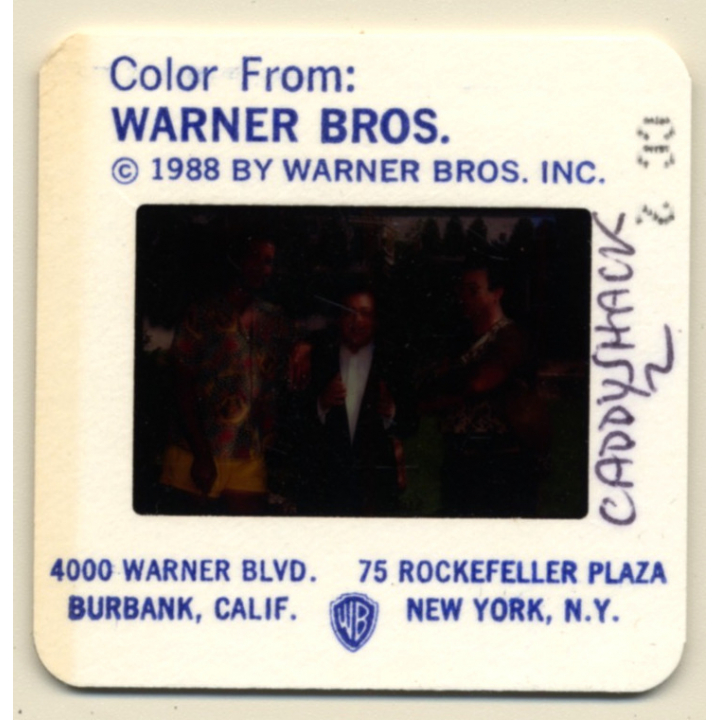 Color From:
WARNER BROS.
© 1988 BY WARNER BROS. INC.
CADDYSHACK 2
4000 WARNER BLVD. 75 ROCKEFELLER PLAZA
BURBANK, CALIF. WB NEW YORK, N.Y.